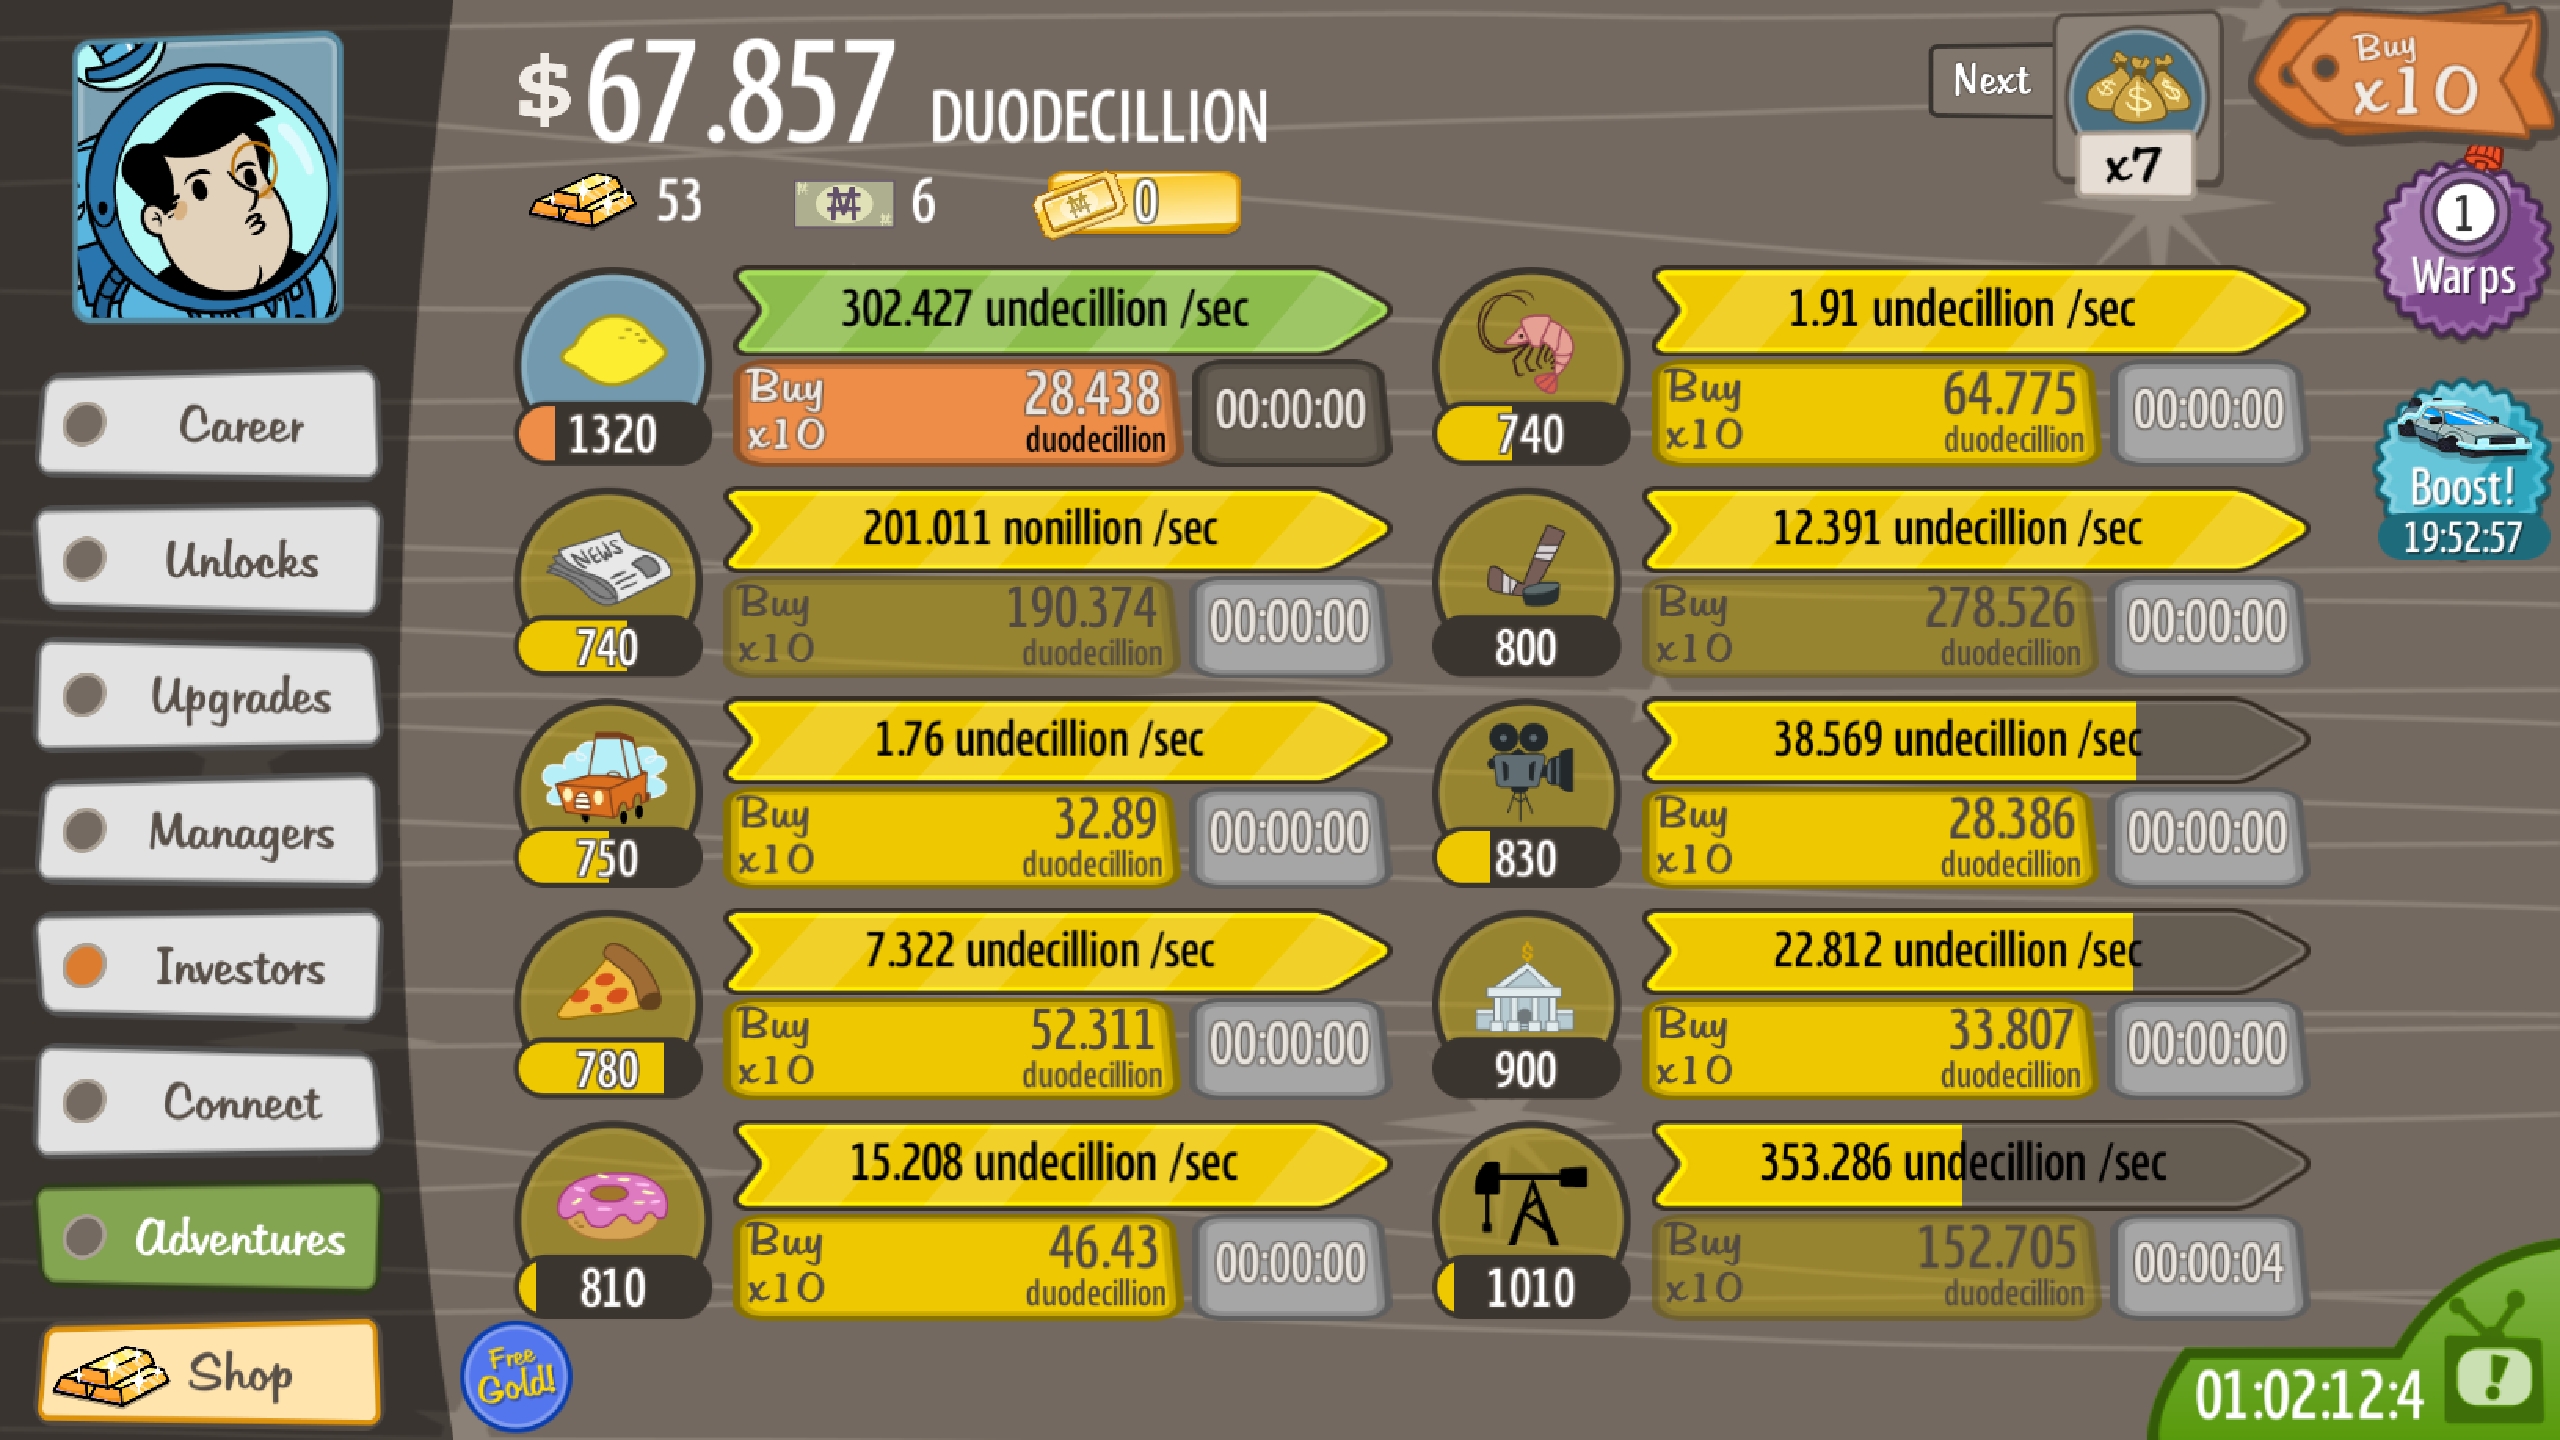 $67.857 DUODECILLION
53
6
0
Next
x7
Buy
x10
1
Warps
Boost!
19:52:57
Career
Unlocks
Upgrades
Managers
Investors
Connect
Adventures
Shop
302.427 undecillion /sec
1320
Buy
x10
28.438
duodecillion
00:00:00
1.91 undecillion /sec
740
Buy
x10
64.775
duodecillion
00:00:00
NEWS
201.011 nonillion /sec
740
Buy
x10
190.374
duodecillion
00:00:00
12.391 undecillion /sec
800
Buy
x10
278.526
duodecillion
00:00:00
1.76 undecillion /sec
750
Buy
x10
32.89
duodecillion
00:00:00
38.569 undecillion /sec
830
Buy
x10
28.386
duodecillion
00:00:00
7.322 undecillion /sec
780
Buy
x10
52.311
duodecillion
00:00:00
22.812 undecillion /sec
900
Buy
x10
33.807
duodecillion
00:00:00
15.208 undecillion /sec
810
Buy
x10
46.43
duodecillion
00:00:00
353.286 undecillion /sec
1010
Buy
x10
152.705
duodecillion
00:00:04
Free
Gold!
01:02:12:4
!